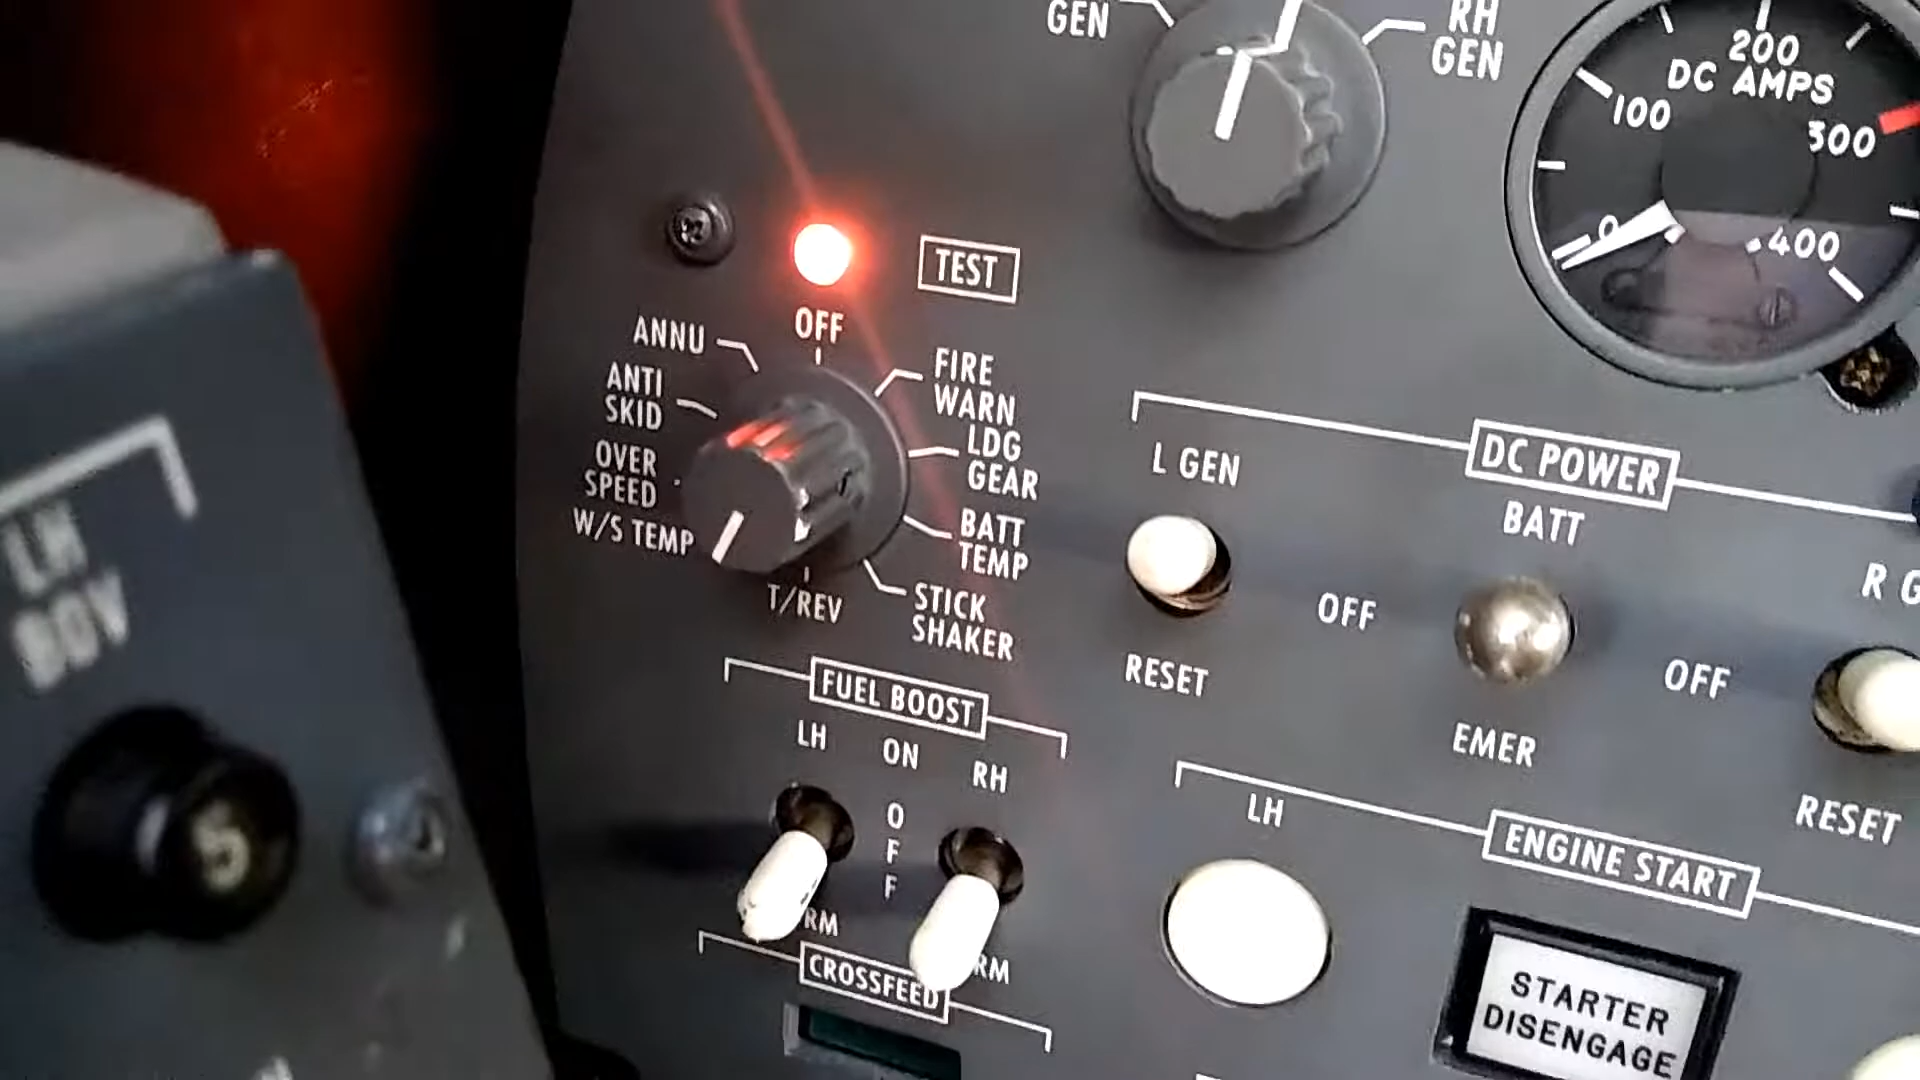 GEN
RH
GEN
200
DC AMPS
100
300
0
400
TEST
OFF
ANNU
FIRE
WARN
ANTI
SKID
LDG
GEAR
OVER
SPEED
BATT
TEMP
W/S TEMP
T/REV
STICK
SHAKER
DC POWER
L GEN
BATT
R G
OFF
OFF
RESET
EMER
RESET
FUEL BOOST
LH
ON
RH
OFF
RM
RM
CROSSFEED
LH
ENGINE START
STARTER
DISENGAGE
LH